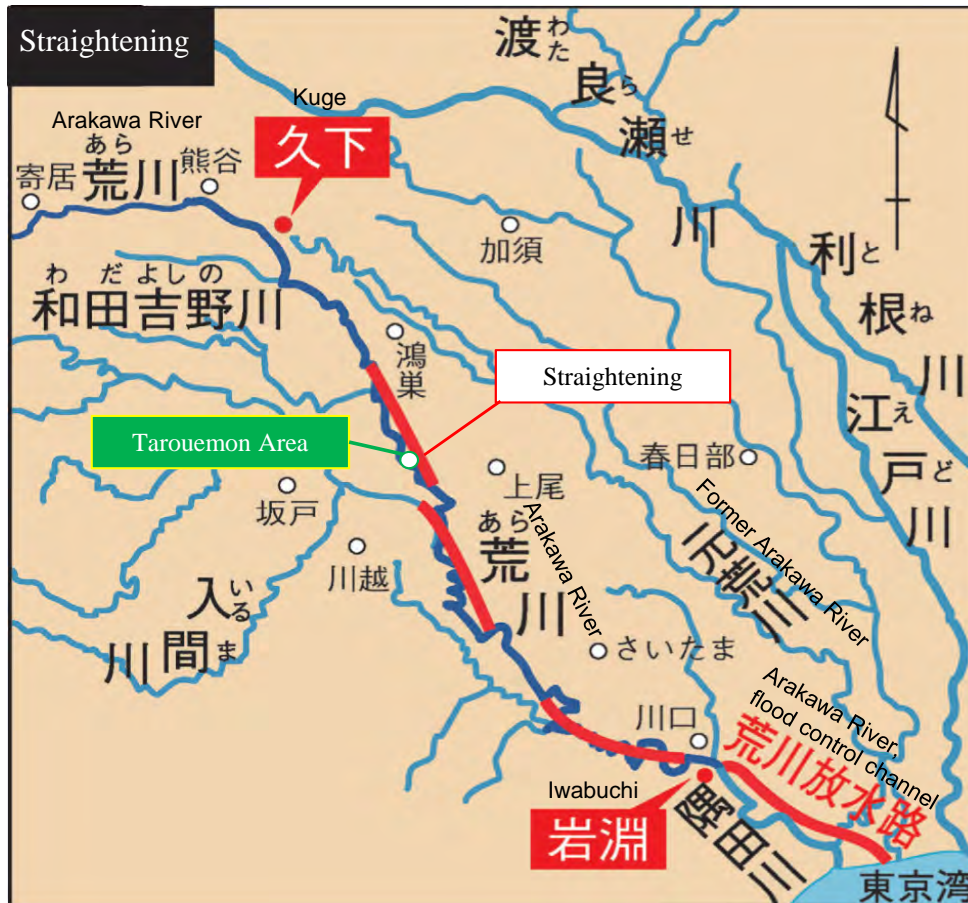 Straightening
渡良瀬川
わた
ら
せ
Kuge
久下
Arakawa River
あら
荒川
熊谷
寄居
加須
利根川
と
ね
わだよしの
和田吉野川
鴻巣
Straightening
江戸川
え
ど
Tarouemon Area
春日部
上尾
坂戸
あら
荒川
Arakawa River
Former Arakawa River
元荒川
川越
入間川
いる
ま
さいたま
Arakawa River,
flood control channel
荒川放水路
川口
Iwabuchi
岩淵
隅田川
東京湾